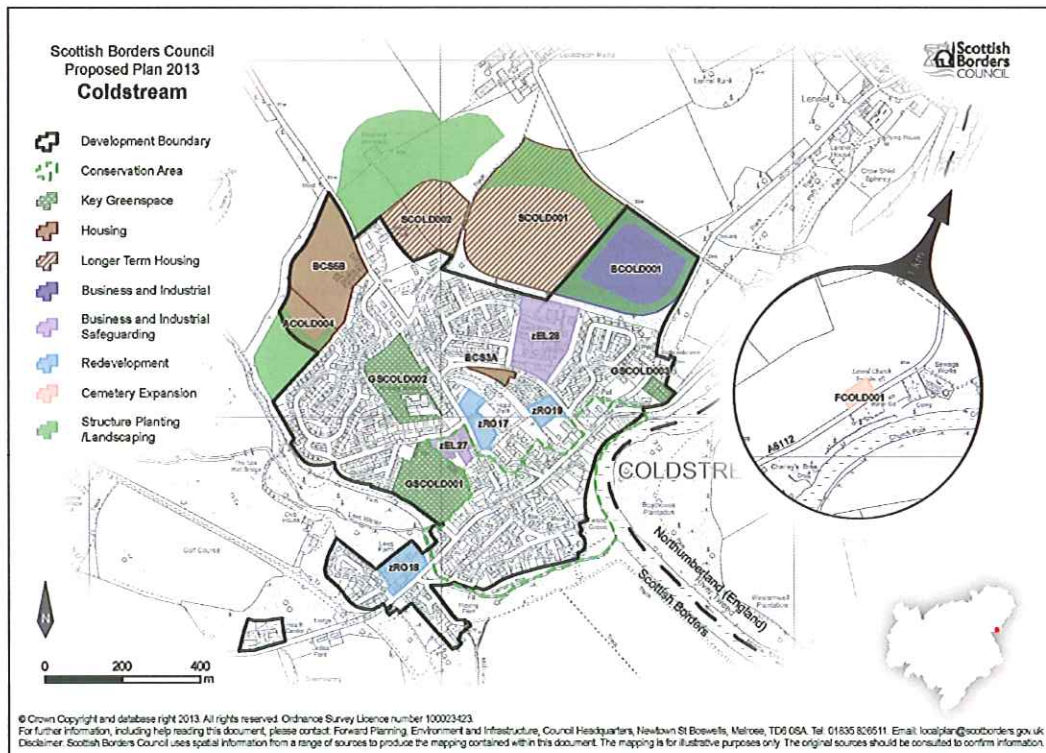 Scottish Borders Council
Proposed Plan 2013
Coldstream
Scottish
Borders
COUNCIL
Development Boundary
Conservation Area
Key Greenspace
Housing
Longer Term Housing
Business and Industrial
Business and Industrial
Safeguarding
Redevelopment
Cemetery Expansion
Structure Planting
/Landscaping
Lennel
SCOLD002
SCOLD001
BCOLD001
BCS5B
ACOLD004
zEL28
BCS3A
GSCOLD002
GSCOLD003
zRO17
zRO19
zEL27
GSCOLD001
zRO18
COLDSTRE
1 Km
FCOLD001
A6112
Sewage
Works
Golf Course
Northumberland (England)
Scottish Borders
N
0 200 400
m
© Crown Copyright and database right 2013. All rights reserved. Ordnance Survey Licence number 100023423.
For further information, including help reading this document, please contact: Forward Planning, Environment and Infrastructure, Council Headquarters, Newtown St Boswells, Melrose, TD6 0SA. Tel: 01835 826511. Email: localplan@scotborders.gov.uk
Disclaimer: Scottish Borders Council uses spatial information from a range of sources to produce the mapping contained within this document. The mapping is for illustrative purposes only. The original sources should be consulted to confirm information.